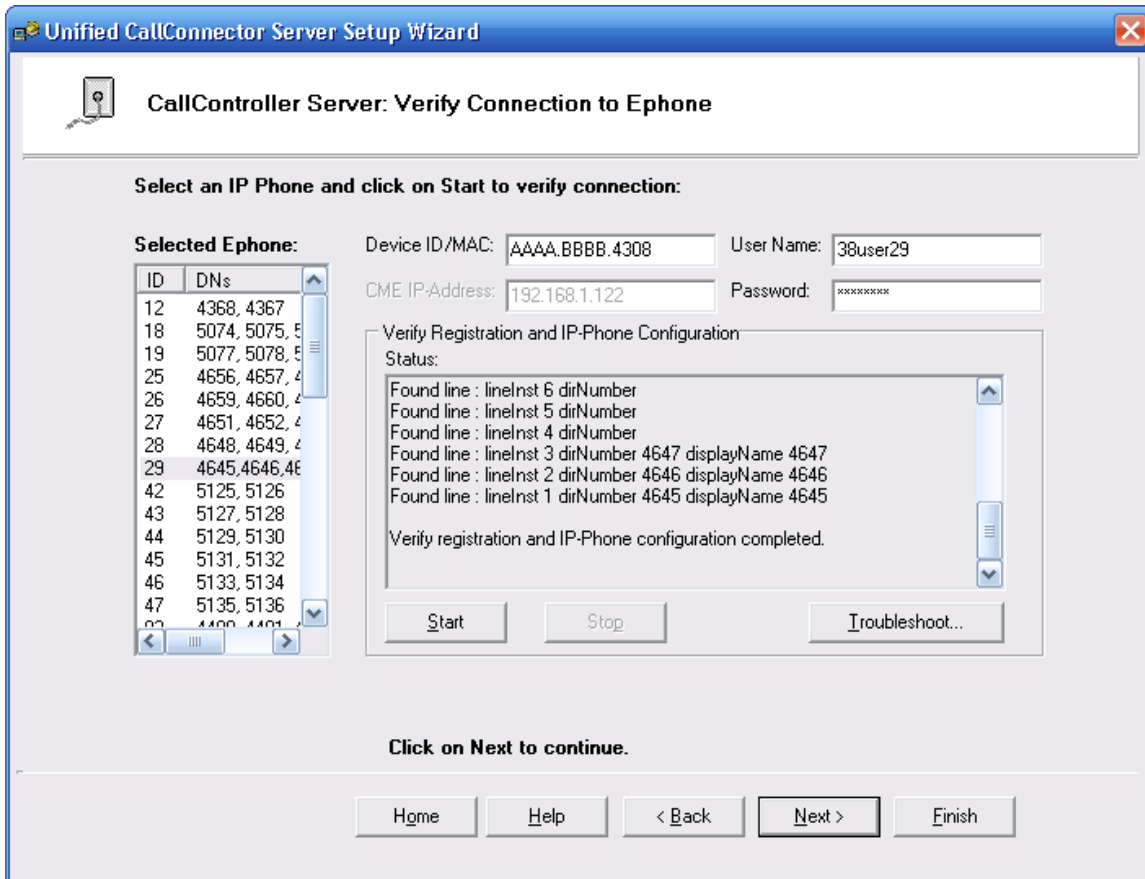 Unified CallConnector Server Setup Wizard
CallController Server: Verify Connection to Ephone
Select an IP Phone and click on Start to verify connection:
Selected Ephone:
ID DNs
12 4368, 4367
18 5074, 5075, 5
19 5077, 5078, 5
25 4656, 4657, 4
26 4659, 4660, 4
27 4651, 4652, 4
28 4648, 4649, 4
29 4645,4646,46
42 5125, 5126
43 5127, 5128
44 5129, 5130
45 5131, 5132
46 5133, 5134
47 5135, 5136
Device ID/MAC: AAAA.BBBB.4308 User Name: 38user29
CME IP-Address: 192.168.1.122 Password: ********
Verify Registration and IP-Phone Configuration
Status:
Found line : lineInst 6 dirNumber
Found line : lineInst 5 dirNumber
Found line : lineInst 4 dirNumber
Found line : lineInst 3 dirNumber 4647 displayName 4647
Found line : lineInst 2 dirNumber 4646 displayName 4646
Found line : lineInst 1 dirNumber 4645 displayName 4645
Verify registration and IP-Phone configuration completed.
Start Stop Troubleshoot...
Click on Next to continue.
Home Help < Back Next > Finish